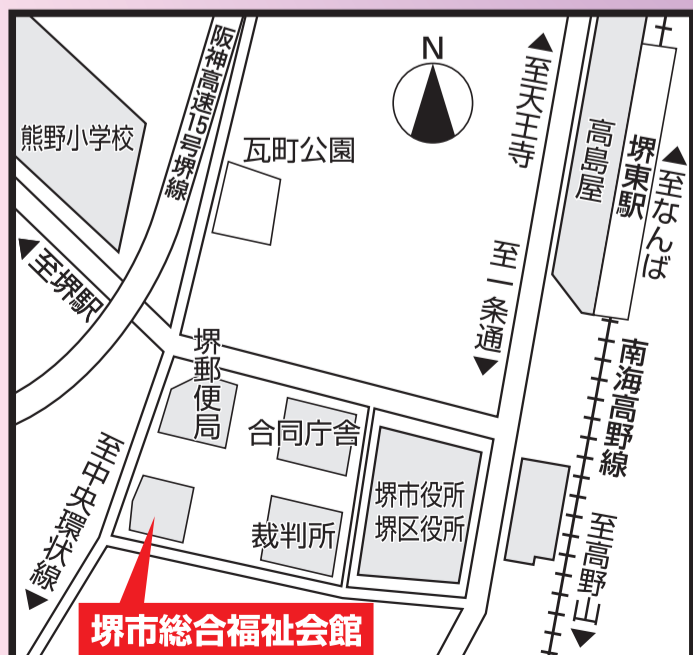 N
阪神高速15号堺線
熊野小学校
瓦町公園
▲至天王寺
高島屋
堺東駅
▲至なんば
至一条通▼
▲至堺駅
堺郵便局
合同庁舎
南海高野線
至中央環状線▼
堺市役所
堺区役所
裁判所
至高野山▼
堺市総合福祉会館